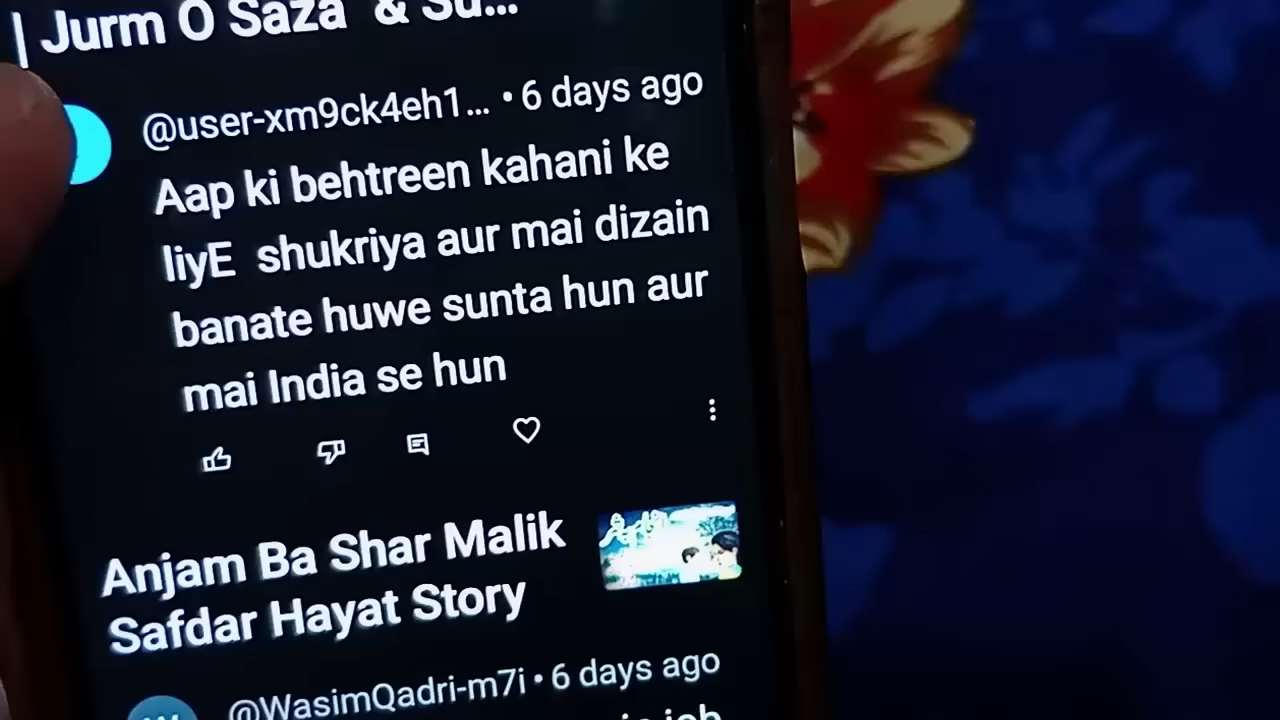 | Jurm O Saza & Su...
@user-xm9ck4eh1... • 6 days ago
Aap ki behtreen kahani ke
liyE shukriya aur mai dizain
banate huwe sunta hun aur
mai India se hun
Anjam Ba Shar Malik
Safdar Hayat Story
@WasimQadri-m7i • 6 days ago